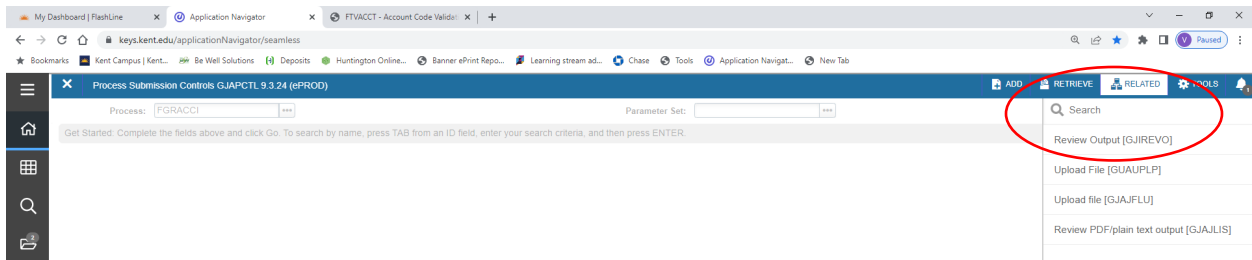 My Dashboard | FlashLine
Application Navigator
FTVACCT - Account Code Validat
keys.kent.edu/applicationNavigator/seamless
V Paused
Bookmarks Kent Campus | Kent... Be Well Solutions Deposits Huntington Online... Banner ePrint Repo... Learning stream ad... Chase Tools Application Navigat... New Tab
Process Submission Controls GJAPCTL 9.3.24 (ePROD)
ADD RETRIEVE RELATED TOOLS 1
Process: FGRACCI ... Parameter Set: ...
Search
Get Started: Complete the fields above and click Go. To search by name, press TAB from an ID field, enter your search criteria, and then press ENTER.
Review Output [GJIREVO]
Upload File [GUAUPLP]
Upload file [GJAJFLU]
2
Review PDF/plain text output [GJAJLIS]